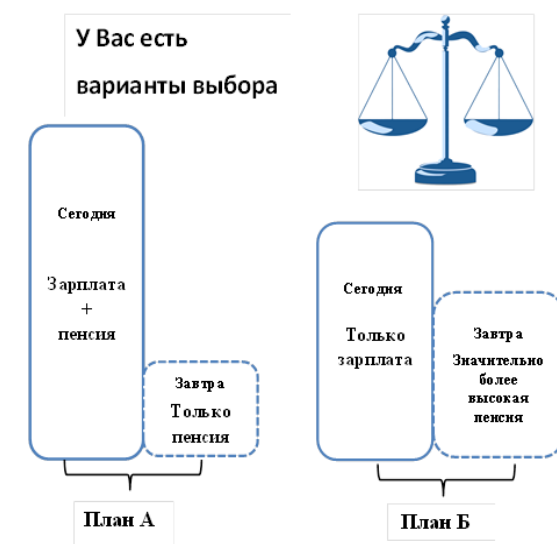 У Вас есть
варианты выбора
Сегодня
Зарплата
+
пенсия
Завтра
Только
пенсия
План А
Сегодня
Только
зарплата
Завтра
Значительно
более
высокая
пенсия
План Б